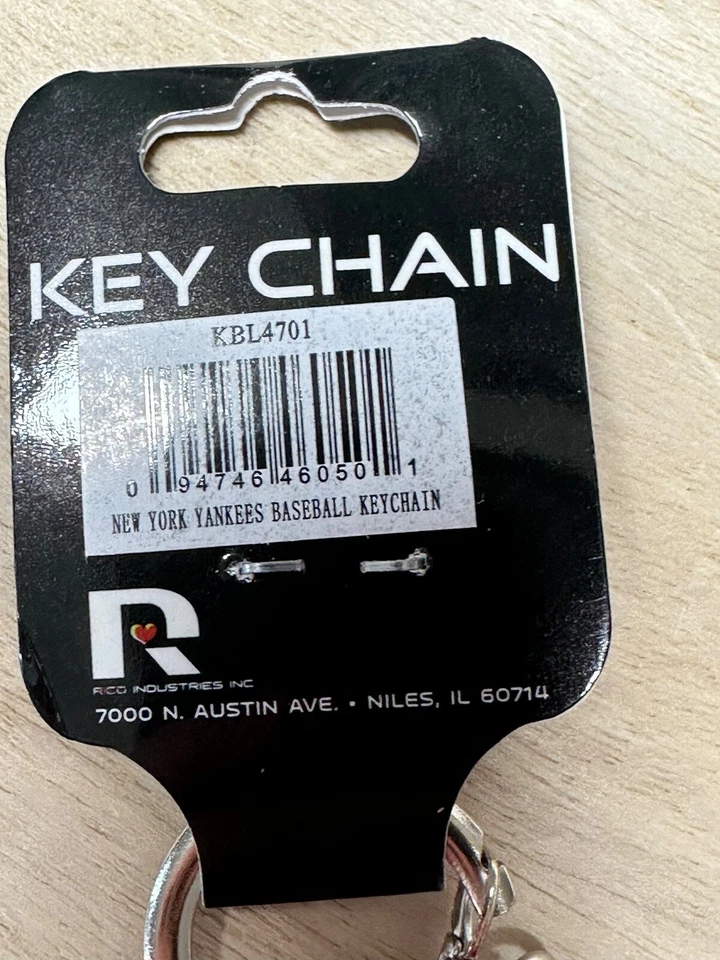 KEY CHAIN
KBL4701
0 94746 46050 1
NEW YORK YANKEES BASEBALL KEYCHAIN
R
RICO INDUSTRIES INC
7000 N. AUSTIN AVE. • NILES, IL 60714